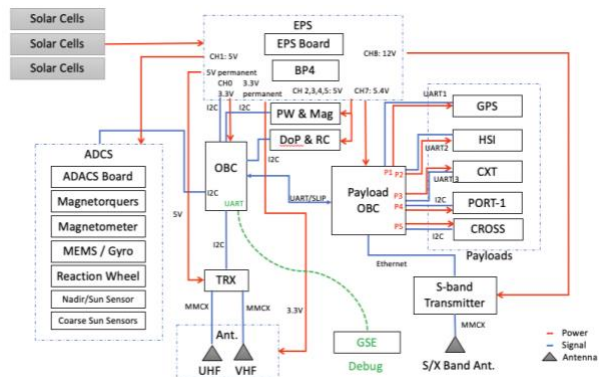 Solar Cells
Solar Cells
Solar Cells
EPS
EPS Board
BP4
CH1: 5V
CH8: 12V
5V permanent
CH0
3.3V
3.3V
permanent
CH 2,3,4,5: 5V
CH7: 5.4V
I2C
I2C
PW & Mag
I2C
DoP & RC
UART1
GPS
UART2
HSI
UART.3
CXT
I2C
PORT-1
I2C
CROSS
Payloads
P1
P2
P3
P4
P5
ADCS
ADACS Board
Magnetorquers
Magnetometer
MEMS / Gyro
Reaction Wheel
Nadir/Sun Sensor
Coarse Sun Sensors
OBC
I2C
UART
UART/SLIP
Payload
OBC
5V
I2C
Ethernet
TRX
S-band
Transmitter
MMCX
MMCX
3.3V
MMCX
Ant.
UHF
VHF
GSE
Debug
S/X Band Ant.
Power
Signal
Antenna